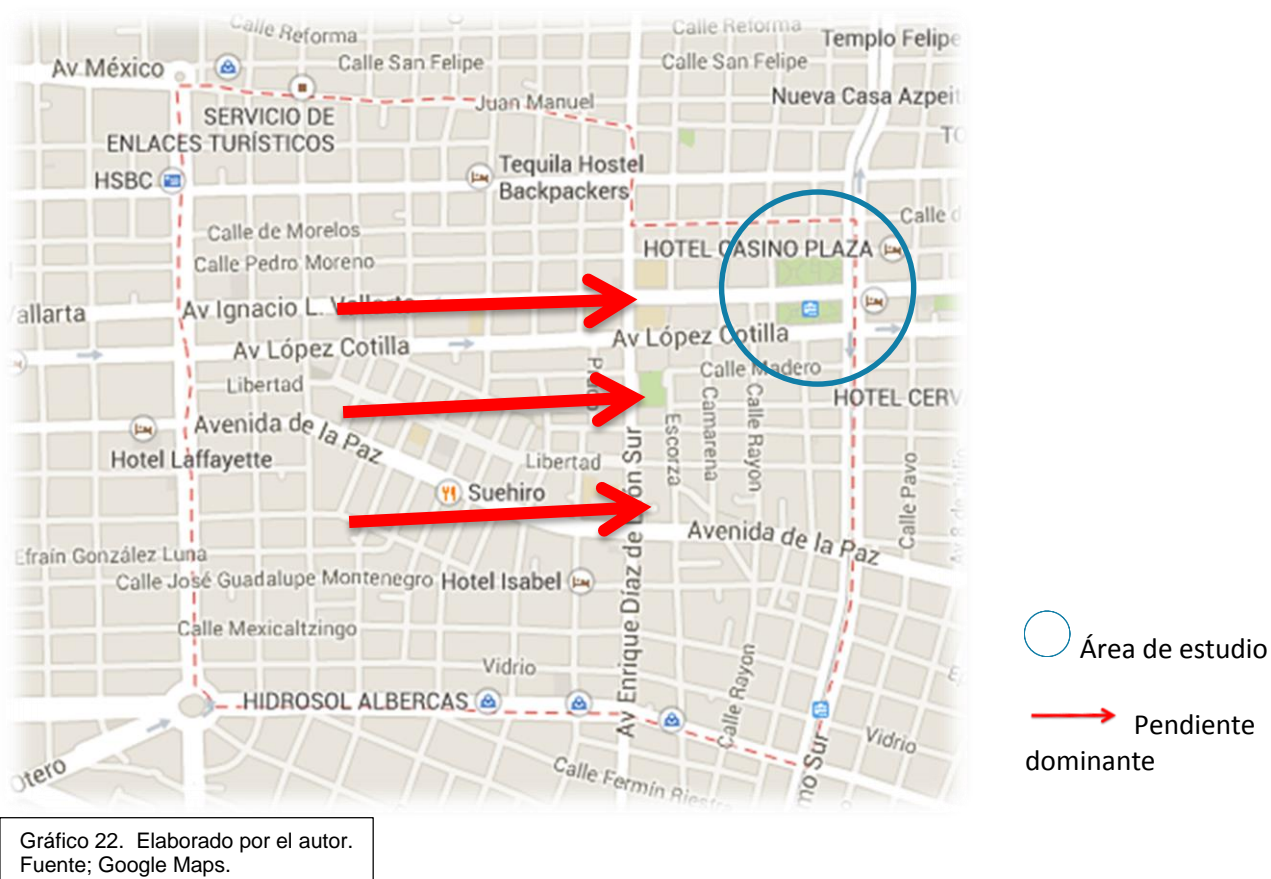 Calle Reforma
Calle Reforma
Templo Felipe
Av México
Calle San Felipe
Calle San Felipe
Juan Manuel
Nueva Casa Azpeit
SERVICIO DE
ENLACES TURÍSTICOS
TO
HSBC
Tequila Hostel
Backpackers
Calle de Morelos
Calle d
HOTEL CASINO PLAZA
Calle Pedro Moreno
Av Ignacio L. Vallarta
allarta
Av López Cotilla
Av López Cotilla
Libertad
Calle Madero
HOTEL CERV
Avenida de la Paz
Escorza
Camarena
Calle Rayon
Hotel Laffayette
Libertad
Suehiro
Av Enrique Díaz de León Sur
Calle Pavo
Avenida de la Paz
Efraín González Luna
Calle José Guadalupe Montenegro
Hotel Isabel
Calle Mexicaltzingo
Vidrio
Calle Rayon
HIDROSOL ALBERCAS
Vidrio
Otero
Calle Fermín Riestra
mo Sur
Área de estudio
Pendiente
dominante
Gráfico 22. Elaborado por el autor.
Fuente; Google Maps.